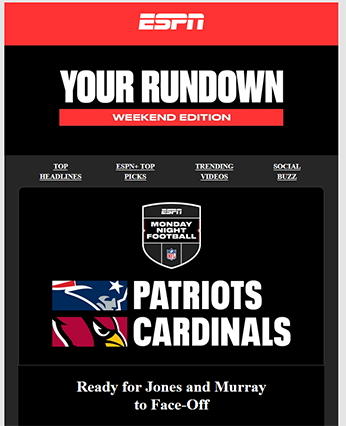 ESPN
YOUR RUNDOWN
WEEKEND EDITION
TOP
HEADLINES
ESPN+ TOP
PICKS
TRENDING
VIDEOS
SOCIAL
BUZZ
ESPN
MONDAY
NIGHT
FOOTBALL
NFL
PATRIOTS
CARDINALS
Ready for Jones and Murray
to Face-Off